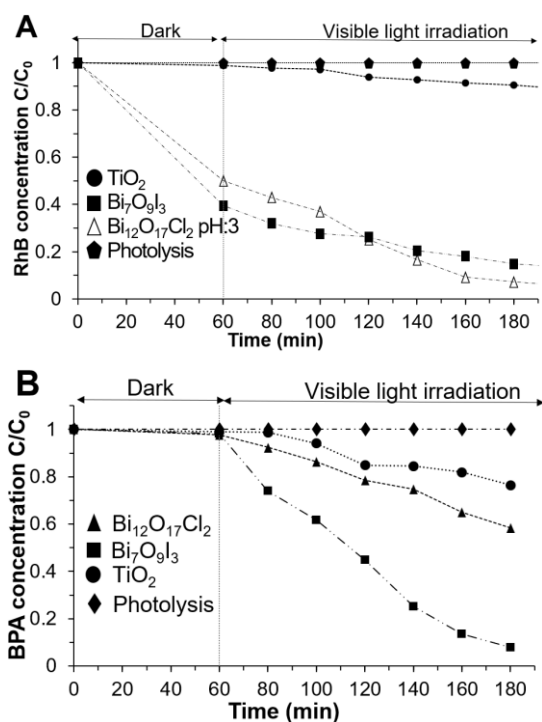 A
Dark
Visible light irradiation
RhB concentration C/C₀
1
0.8
0.6
0.4
0.2
0
TiO₂
Bi₇O₉I₃
Bi₁₂O₁₇Cl₂ pH:3
Photolysis
0 20 40 60 80 100 120 140 160 180
Time (min)
B
Dark
Visible light irradiation
BPA concentration C/C₀
1
0.8
0.6
0.4
0.2
0
Bi₁₂O₁₇Cl₂
Bi₇O₉I₃
TiO₂
Photolysis
0 20 40 60 80 100 120 140 160 180
Time (min)